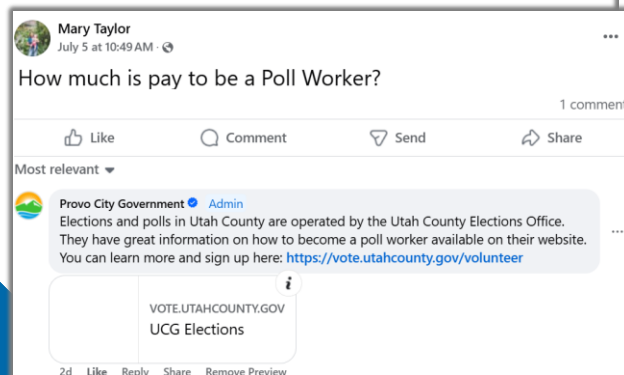 Mary Taylor
July 5 at 10:49 AM ·
How much is pay to be a Poll Worker?
1 comment
Like Comment Send Share
Most relevant
Provo City Government Admin
Elections and polls in Utah County are operated by the Utah County Elections Office.
They have great information on how to become a poll worker available on their website.
You can learn more and sign up here: https://vote.utahcounty.gov/volunteer
i
VOTE.UTAHCOUNTY.GOV
UCG Elections
2d Like Reply Share Remove Preview